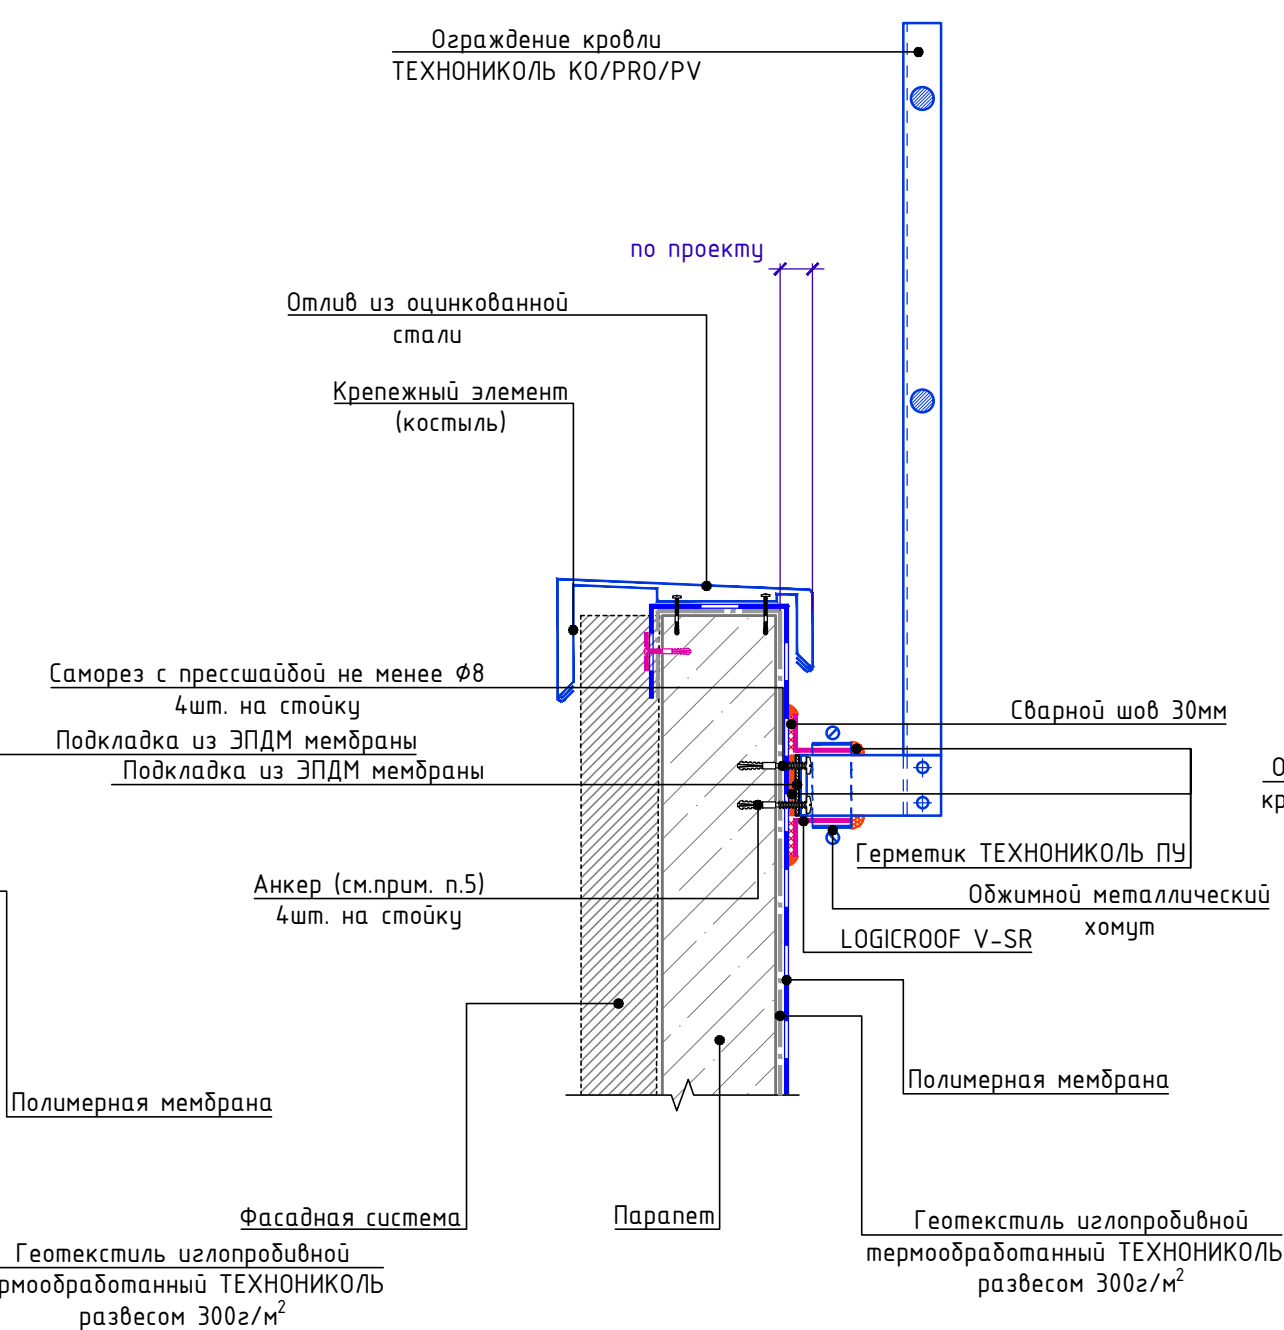 Ограждение кровли
ТЕХНОНИКОЛЬ КО/PRO/PV
по проекту
Отлив из оцинкованной
стали
Крепежный элемент
(костыль)
Саморез с прессшайбой не менее Ø8
4шт. на стойку
Подкладка из ЭПДМ мембраны
Подкладка из ЭПДМ мембраны
Сварной шов 30мм
Герметик ТЕХНОНИКОЛЬ ПУ
Анкер (см.прим. п.5)
4шт. на стойку
Обжимной металлический
хомут
LOGICROOF V-SR
Полимерная мембрана
Полимерная мембрана
Фасадная система
Парапет
Геотекстиль иглопробивной
термообработанный ТЕХНОНИКОЛЬ
развесом 300г/м²
Геотекстиль иглопробивной
рмообработанный ТЕХНОНИКОЛЬ
развесом 300г/м²